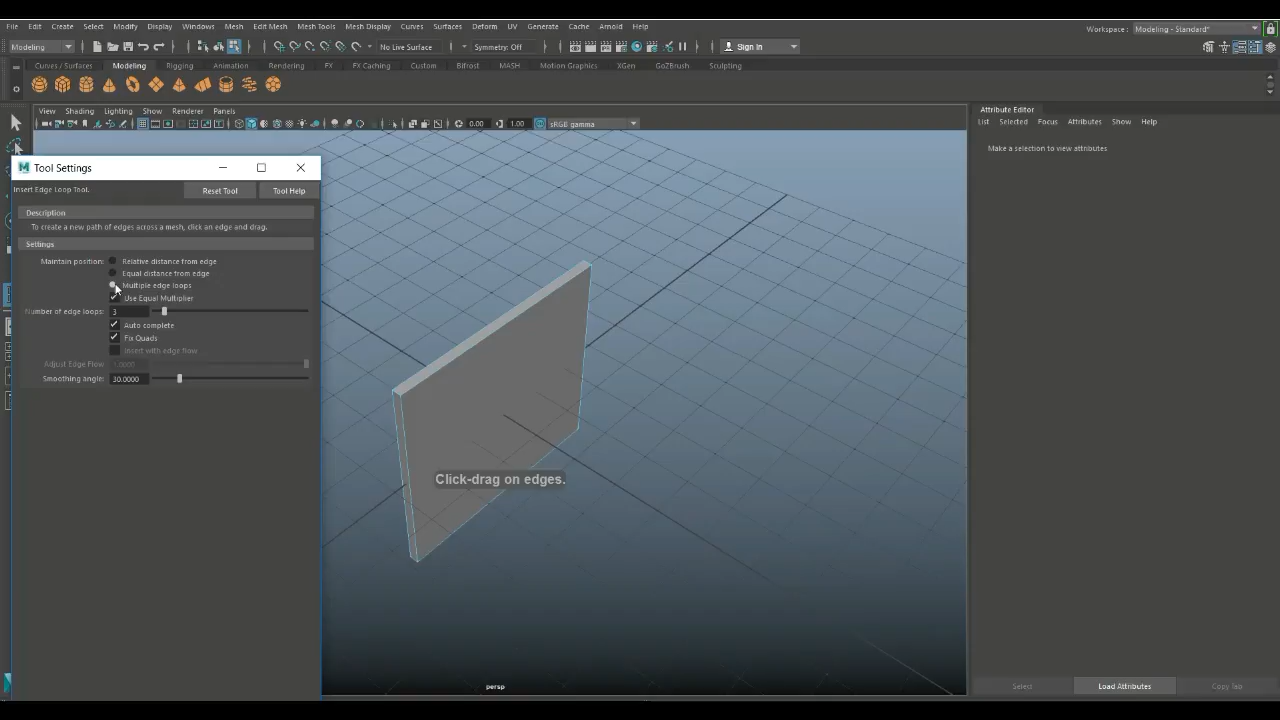 File Edit Create Select Modify Display Windows Mesh Edit Mesh Mesh Tools Mesh Display Curves Surfaces Deform UV Generate Cache Arnold Help
Workspace : Modeling - Standard*
Modeling No Live Surface Symmetry: Off Sign In
Curves / Surfaces Modeling Rigging Animation Rendering FX FX Caching Custom Bifrost MASH Motion Graphics XGen GoZBrush Sculpting
View Shading Lighting Show Renderer Panels
0.00 1.00 sRGB gamma
Attribute Editor
List Selected Focus Attributes Show Help
Make a selection to view attributes
Tool Settings
Insert Edge Loop Tool. Reset Tool Tool Help
Description
To create a new path of edges across a mesh, click an edge and drag.
Settings
Maintain position: Relative distance from edge
Equal distance from edge
Multiple edge loops
Use Equal Multiplier
Number of edge loops: 3
Auto complete
Fix Quads
Insert with edge flow
Adjust Edge Flow 1.0000
Smoothing angle: 30.0000
Click-drag on edges.
persp
Select Load Attributes Copy Tab